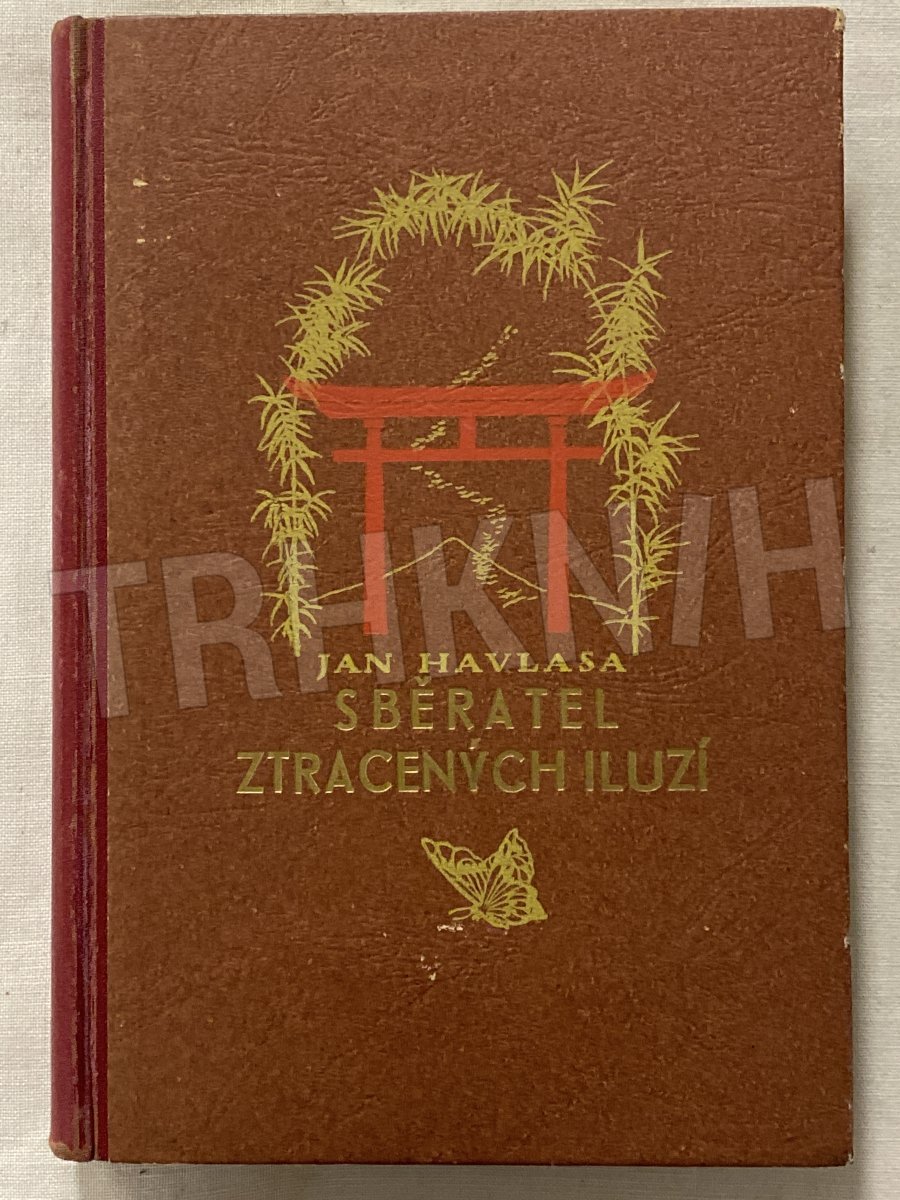 JAN HAVLASA
SBĚRATEL
ZTRACENÝCH ILUZÍ
TRHKNIH